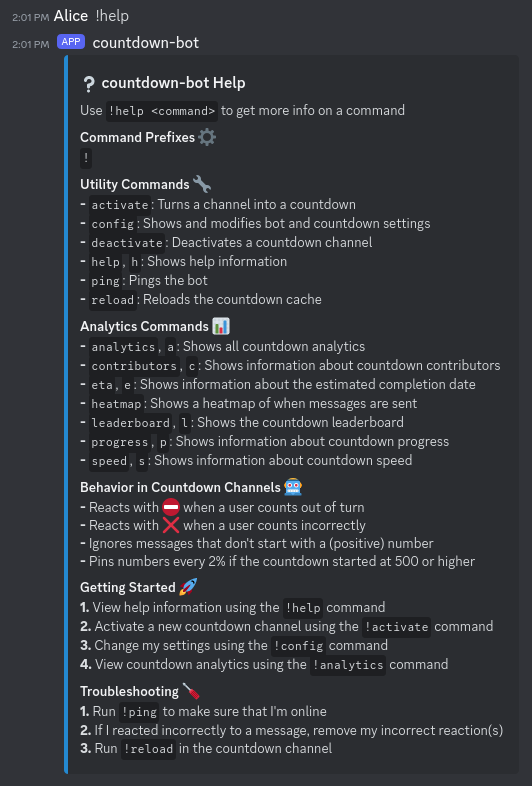 2:01 PM Alice !help
2:01 PM APP countdown-bot
❔ countdown-bot Help
Use !help <command> to get more info on a command
Command Prefixes ⚙️
!
Utility Commands 🔧
- activate: Turns a channel into a countdown
- config: Shows and modifies bot and countdown settings
- deactivate: Deactivates a countdown channel
- help, h: Shows help information
- ping: Pings the bot
- reload: Reloads the countdown cache
Analytics Commands 📊
- analytics, a: Shows all countdown analytics
- contributors, c: Shows information about countdown contributors
- eta, e: Shows information about the estimated completion date
- heatmap: Shows a heatmap of when messages are sent
- leaderboard, l: Shows the countdown leaderboard
- progress, p: Shows information about countdown progress
- speed, s: Shows information about countdown speed
Behavior in Countdown Channels 🤖
- Reacts with ⛔ when a user counts out of turn
- Reacts with ❌ when a user counts incorrectly
- Ignores messages that don't start with a (positive) number
- Pins numbers every 2% if the countdown started at 500 or higher
Getting Started 🚀
1. View help information using the !help command
2. Activate a new countdown channel using the !activate command
3. Change my settings using the !config command
4. View countdown analytics using the !analytics command
Troubleshooting 🪛
1. Run !ping to make sure that I'm online
2. If I reacted incorrectly to a message, remove my incorrect reaction(s)
3. Run !reload in the countdown channel